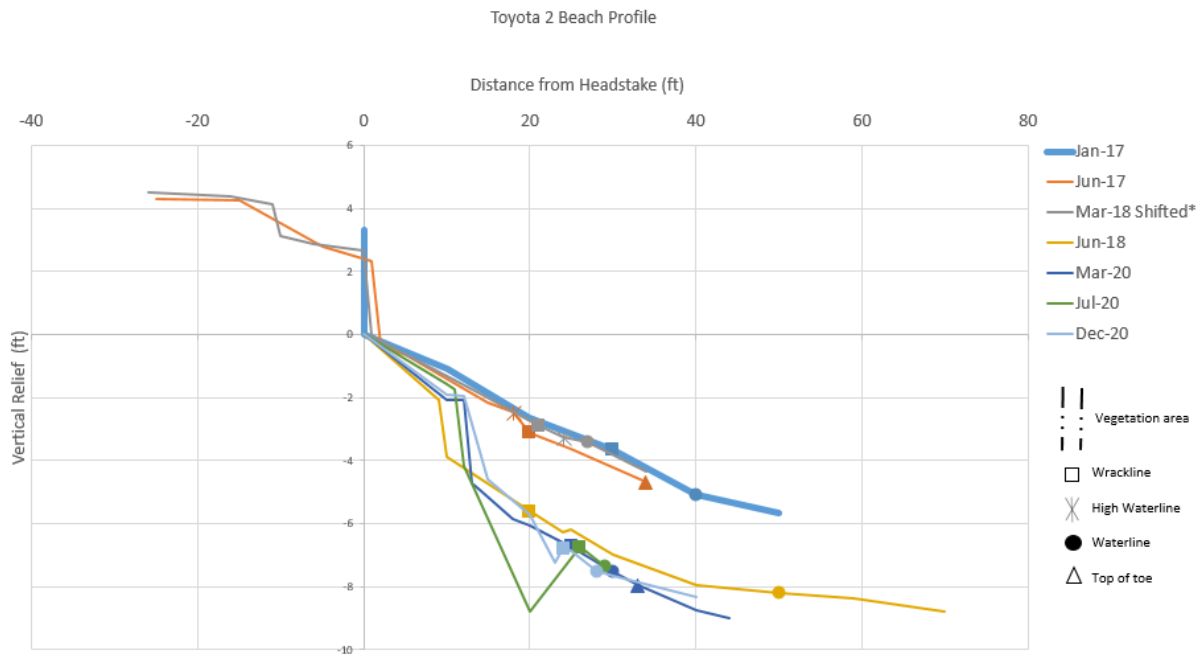 Toyota 2 Beach Profile
Distance from Headstake (ft)
-40 -20 0 20 40 60 80
6
4
2
0
-2
-4
-6
-8
-10
Vertical Relief (ft)
Jan-17
Jun-17
Mar-18 Shifted*
Jun-18
Mar-20
Jul-20
Dec-20
Vegetation area
Wrackline
High Waterline
Waterline
Top of toe